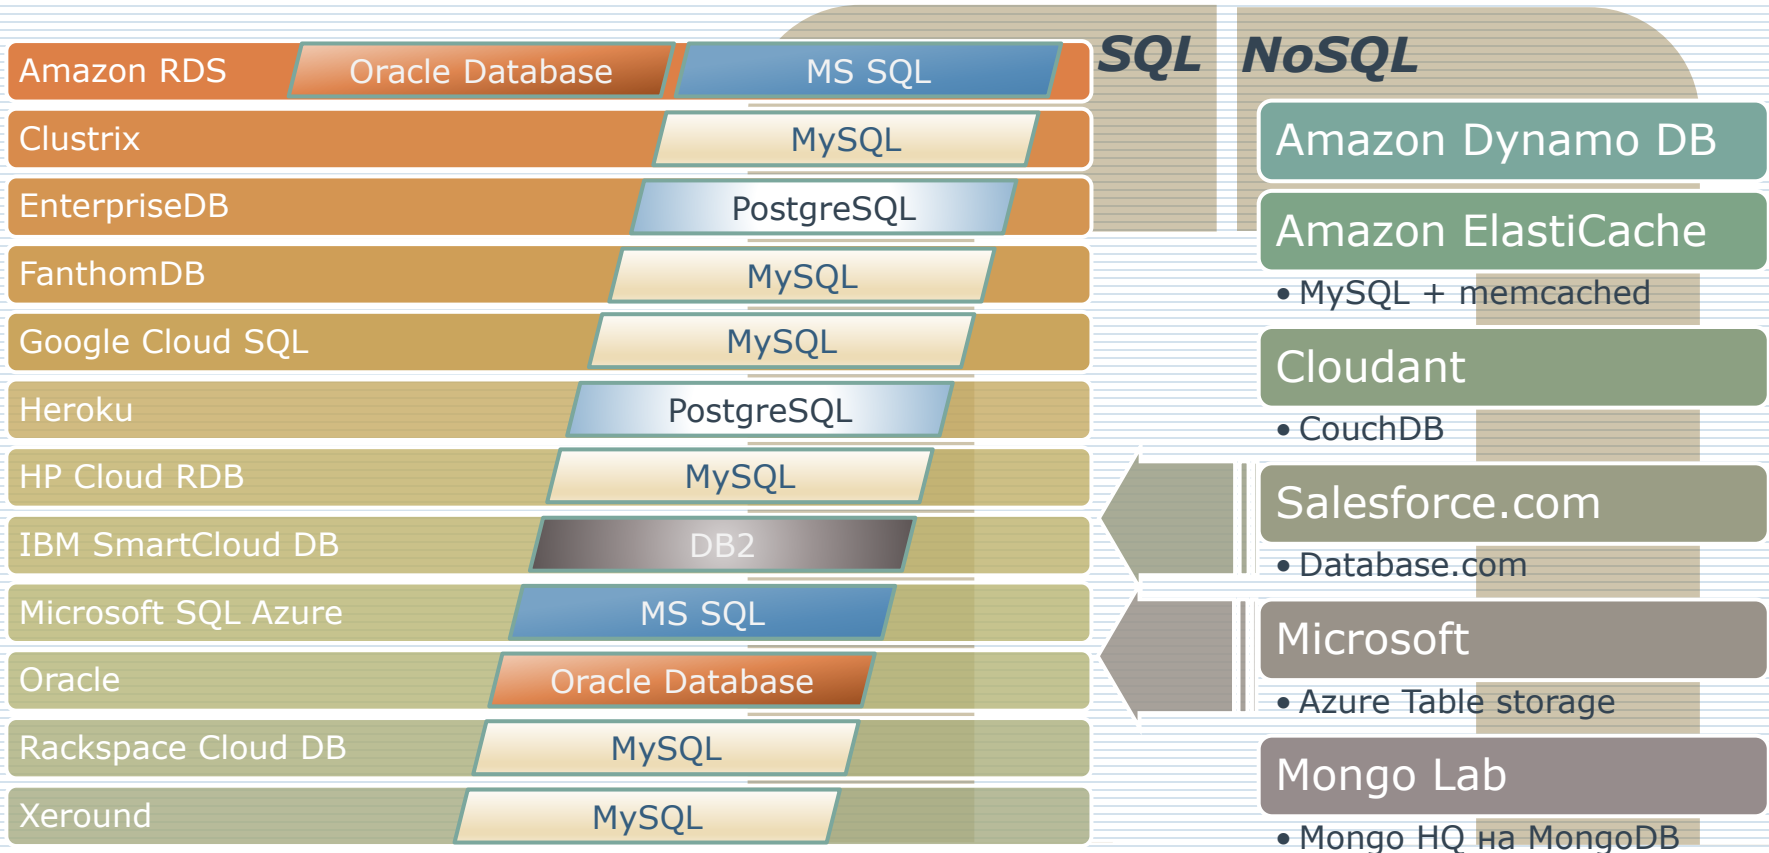 SQL NoSQL
Amazon RDS Oracle Database MS SQL
Clustrix MySQL
EnterpriseDB PostgreSQL
FanthomDB MySQL
Google Cloud SQL MySQL
Heroku PostgreSQL
HP Cloud RDB MySQL
IBM SmartCloud DB DB2
Microsoft SQL Azure MS SQL
Oracle Oracle Database
Rackspace Cloud DB MySQL
Xeround MySQL
Amazon Dynamo DB
Amazon ElastiCache
• MySQL + memcached
Cloudant
• CouchDB
Salesforce.com
• Database.com
Microsoft
• Azure Table storage
Mongo Lab
• Mongo HQ на MongoDB